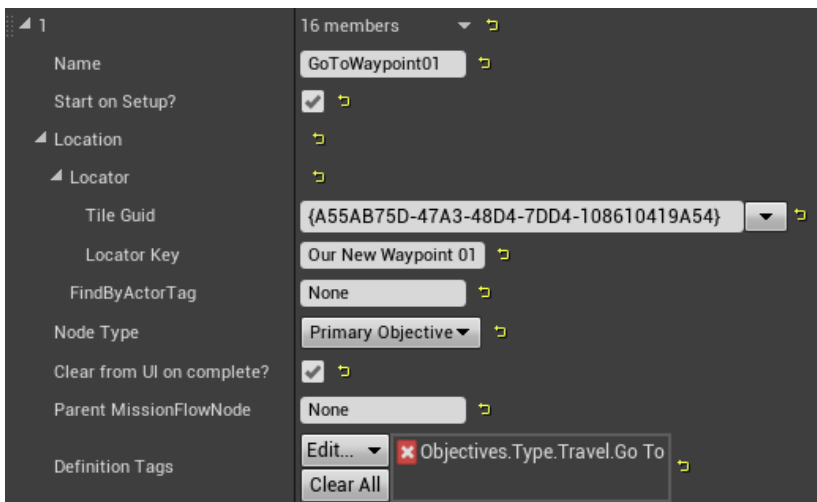 1 16 members
Name GoToWaypoint01
Start on Setup?
Location
Locator
Tile Guid {A55AB75D-47A3-48D4-7DD4-108610419A54}
Locator Key Our New Waypoint 01
FindByActorTag None
Node Type Primary Objective
Clear from UI on complete?
Parent MissionFlowNode None
Definition Tags Edit... Objectives.Type.Travel.Go To
Clear All